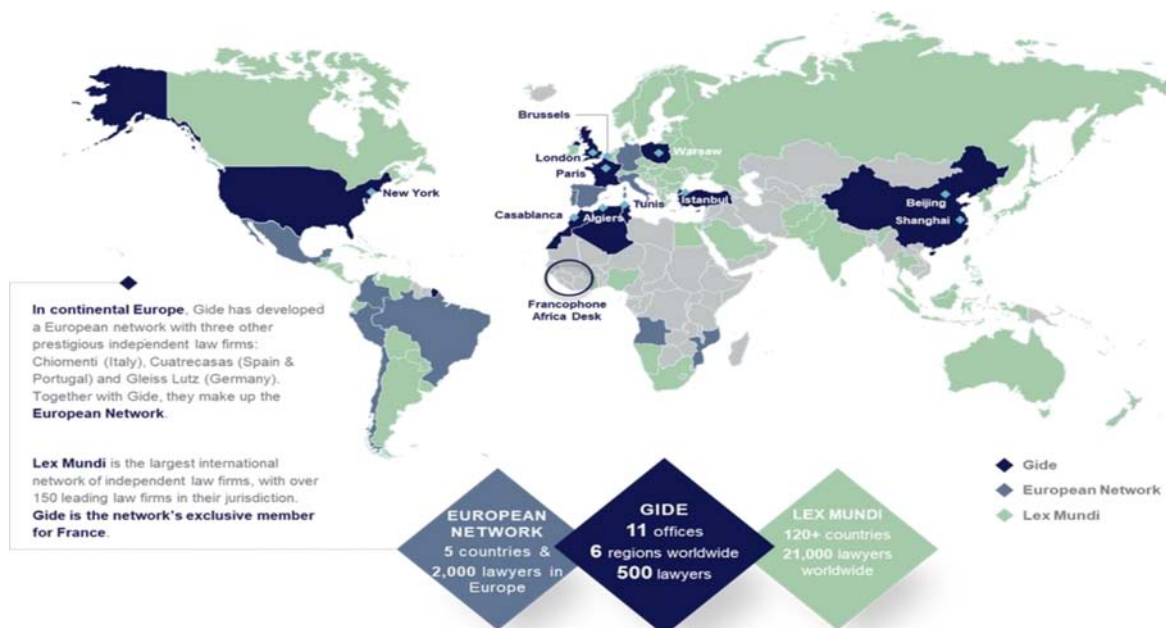 Brussels
London
Paris
Warsaw
New York
Casablanca
Algiers
Tunis
Istanbul
Beijing
Shanghai
Francophone
Africa Desk
In continental Europe, Gide has developed
a European network with three other
prestigious independent law firms:
Chiomenti (Italy), Cuatrecasas (Spain &
Portugal) and Gleiss Lutz (Germany).
Together with Gide, they make up the
European Network.
Lex Mundi is the largest international
network of independent law firms, with over
150 leading law firms in their jurisdiction.
Gide is the network's exclusive member
for France.
Gide
European Network
Lex Mundi
EUROPEAN
NETWORK
5 countries &
2,000 lawyers in
Europe
GIDE
11 offices
6 regions worldwide
500 lawyers
LEX MUNDI
120+ countries
21,000 lawyers
worldwide